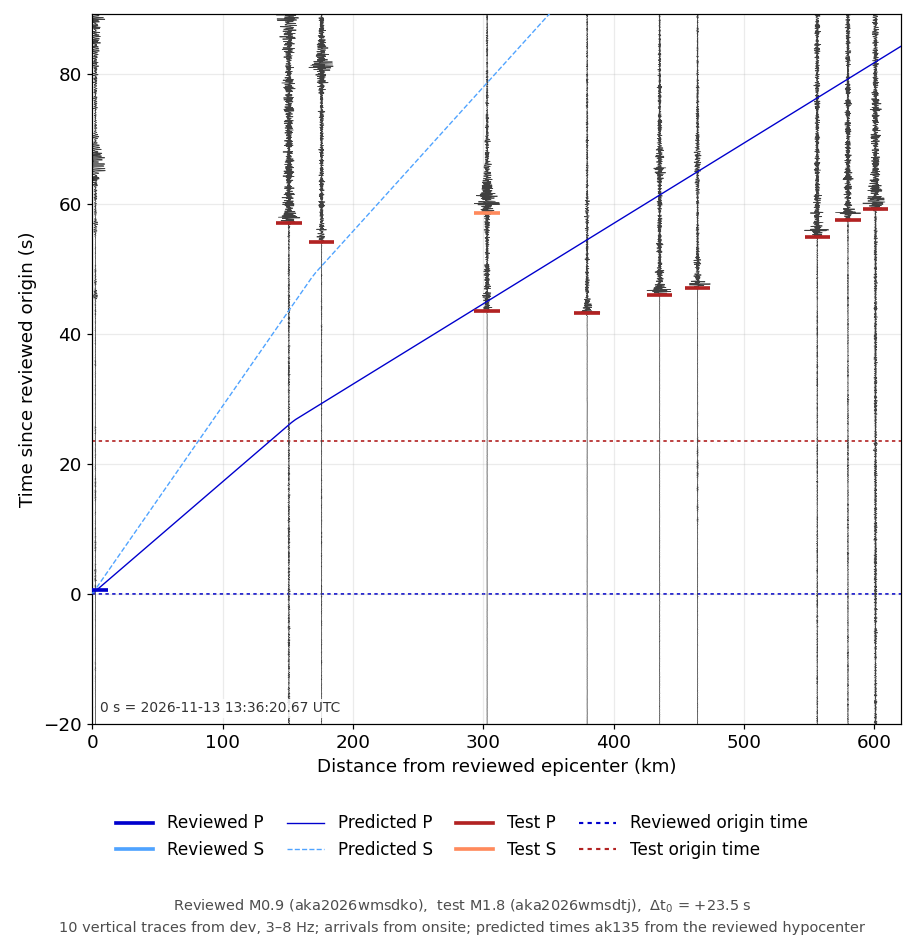 80
60
40
20
0
−20
Time since reviewed origin (s)
0 s = 2026-11-13 13:36:20.67 UTC
0 100 200 300 400 500 600
Distance from reviewed epicenter (km)
Reviewed P Predicted P Test P Reviewed origin time
Reviewed S Predicted S Test S Test origin time
Reviewed M0.9 (aka2026wmsdko), test M1.8 (aka2026wmsdtj), Δt₀ = +23.5 s
10 vertical traces from dev, 3–8 Hz; arrivals from onsite; predicted times ak135 from the reviewed hypocenter